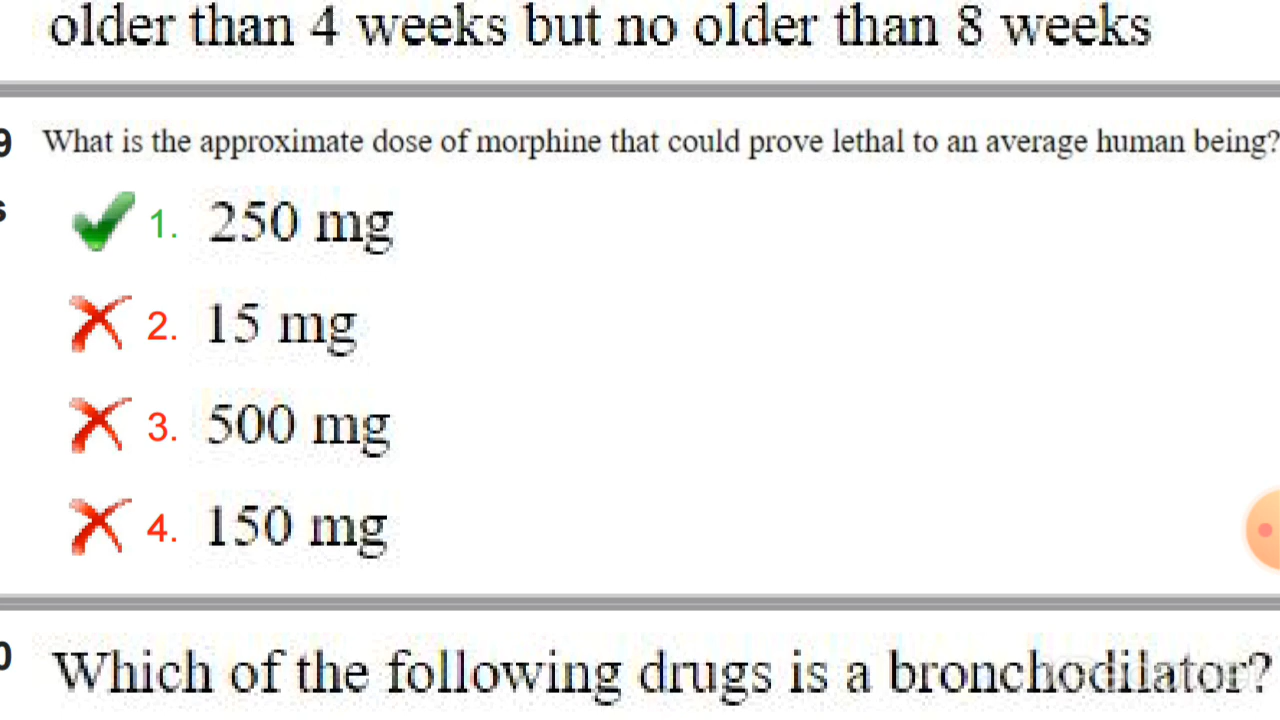 older than 4 weeks but no older than 8 weeks
9 What is the approximate dose of morphine that could prove lethal to an average human being?
s
1. 250 mg
2. 15 mg
3. 500 mg
4. 150 mg
0 Which of the following drugs is a bronchodilator?